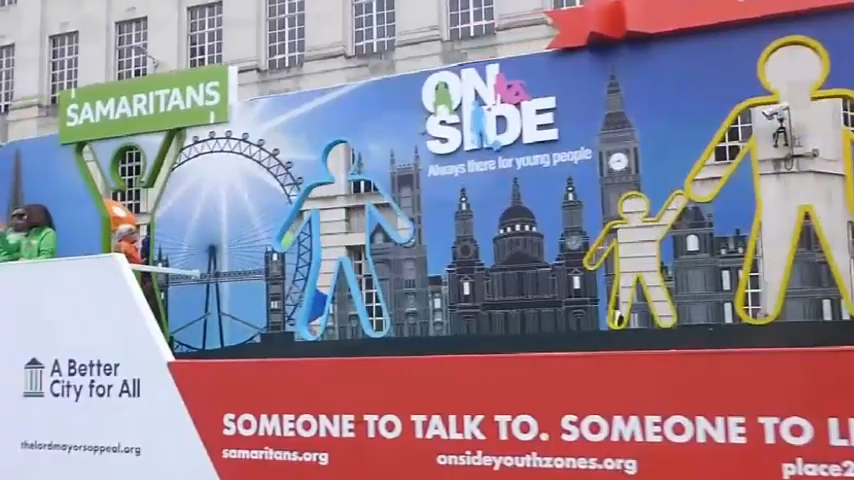 SAMARITANS
ON
SIDE
Always there for young people
A Better
City for All
thelordmayorsappeal.org
SOMEONE TO TALK TO. SOMEONE TO
samaritans.org
onsideyouthzones.org